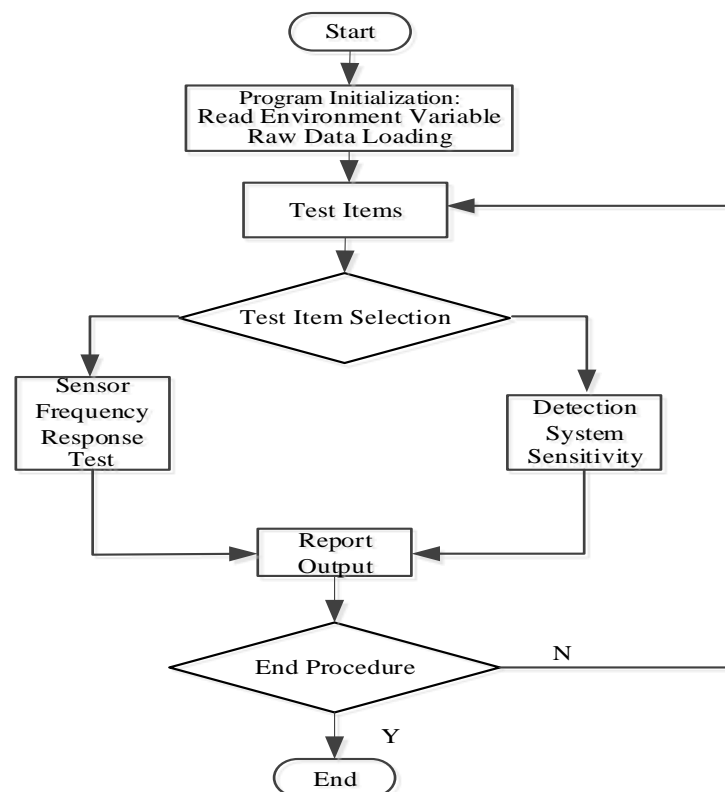 Start
Program Initialization:
Read Environment Variable
Raw Data Loading
Test Items
Test Item Selection
Sensor
Frequency
Response
Test
Detection
System
Sensitivity
Report
Output
End Procedure
N
Y
End